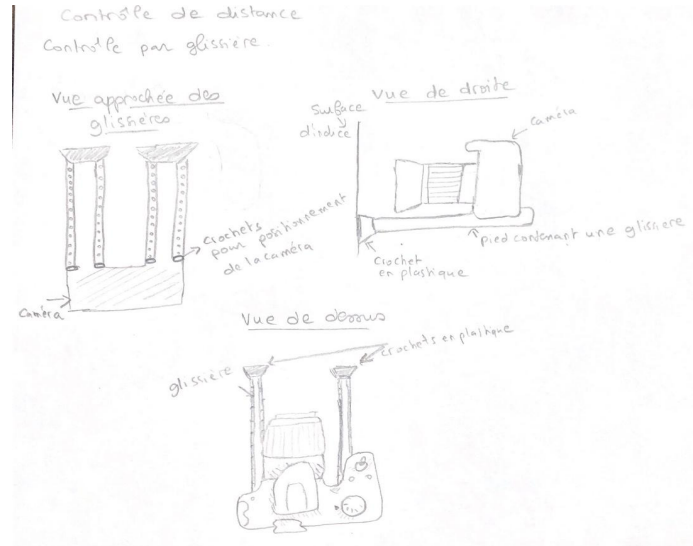 Contrôle de distance
Contrôle par glissière.
Vue approchée des
glissières
crochets
pour positionnement
de la caméra
caméra
Vue de droite
Surface
d'indice
caméra
pied contenant une glissière
crochet
en plastique
Vue de dessus
glissière
crochets en plastique